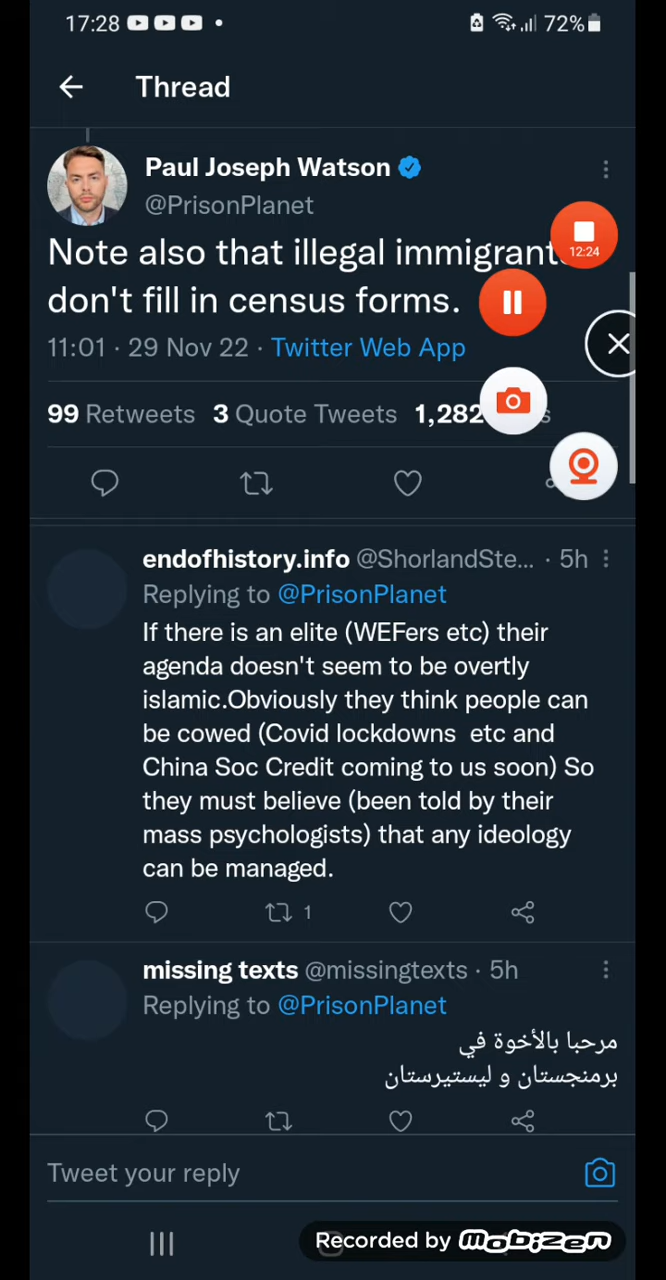 17:28
72%
Thread
Paul Joseph Watson
@PrisonPlanet
Note also that illegal immigrant
don't fill in census forms.
12:24
11:01 · 29 Nov 22 · Twitter Web App
99 Retweets 3 Quote Tweets 1,282
endofhistory.info @ShorlandSte... · 5h
Replying to @PrisonPlanet
If there is an elite (WEFers etc) their
agenda doesn't seem to be overtly
islamic.Obviously they think people can
be cowed (Covid lockdowns etc and
China Soc Credit coming to us soon) So
they must believe (been told by their
mass psychologists) that any ideology
can be managed.
1
missing texts @missingtexts · 5h
Replying to @PrisonPlanet
مرحبا بالأخوة في
برمنجستان و ليستيرستان
Tweet your reply
Recorded by mobizen